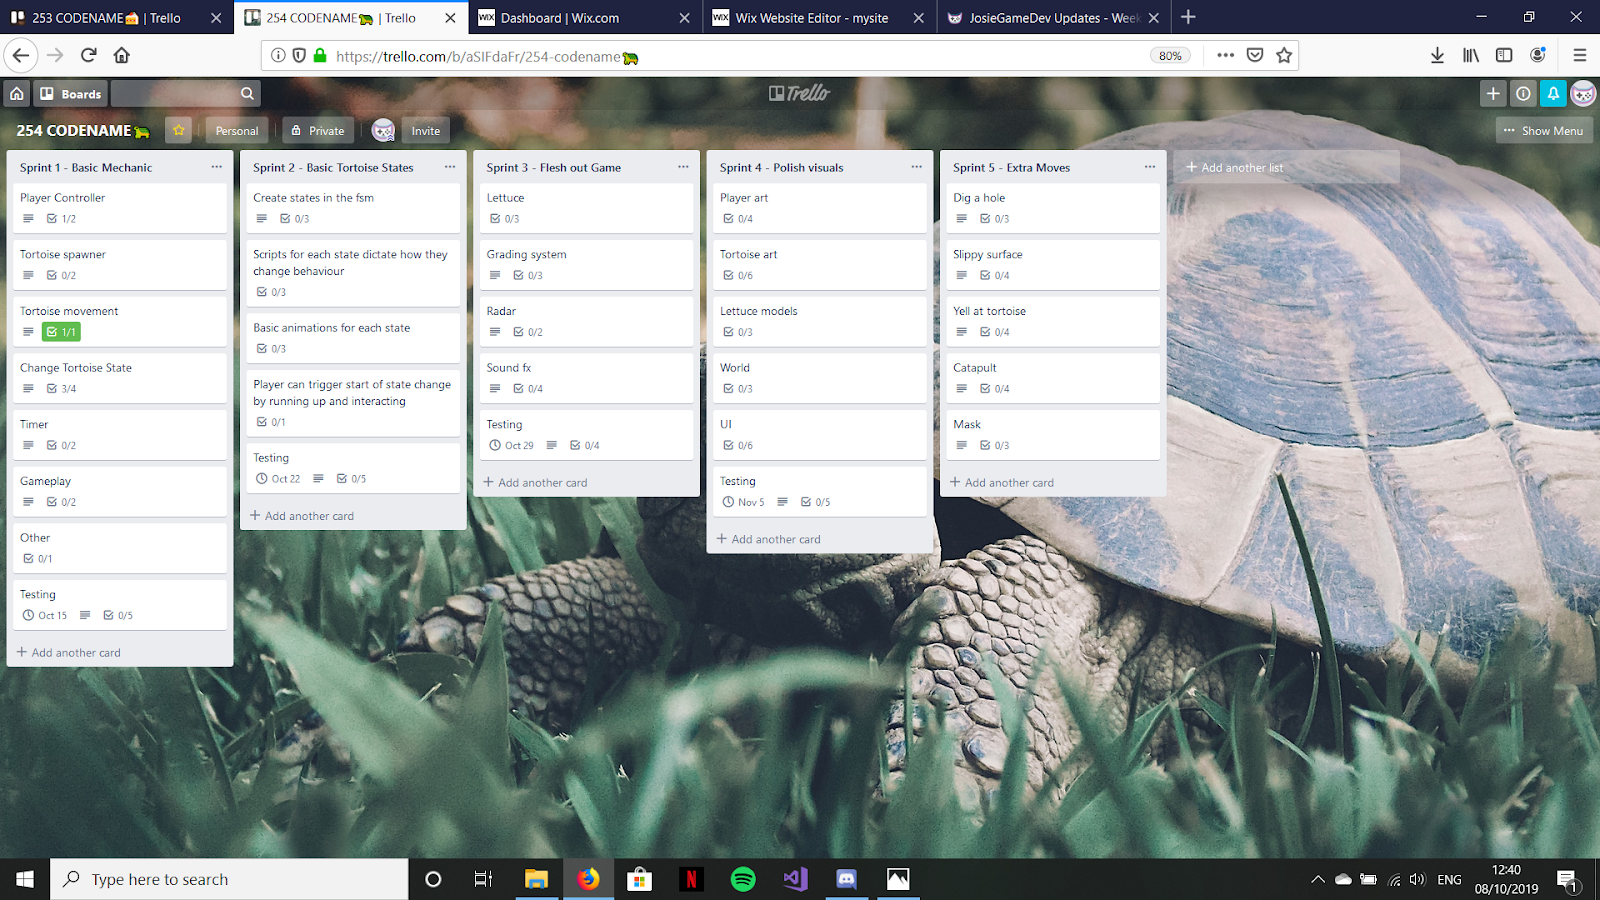 253 CODENAME🍰 | Trello
254 CODENAME🐢 | Trello
WIX Dashboard | Wix.com
WIX Wix Website Editor - mysite
JosieGameDev Updates - Week
https://trello.com/b/aSIFdaFr/254-codename🐢
80%
Boards
Trello
254 CODENAME🐢
Personal
Private
Invite
Show Menu
Sprint 1 - Basic Mechanic
Player Controller
1/2
Tortoise spawner
0/2
Tortoise movement
1/1
Change Tortoise State
3/4
Timer
0/2
Gameplay
0/2
Other
0/1
Testing
Oct 15 0/5
+ Add another card
Sprint 2 - Basic Tortoise States
Create states in the fsm
0/3
Scripts for each state dictate how they
change behaviour
0/3
Basic animations for each state
0/3
Player can trigger start of state change
by running up and interacting
0/1
Testing
Oct 22 0/5
+ Add another card
Sprint 3 - Flesh out Game
Lettuce
0/3
Grading system
0/3
Radar
0/2
Sound fx
0/4
Testing
Oct 29 0/4
+ Add another card
Sprint 4 - Polish visuals
Player art
0/4
Tortoise art
0/6
Lettuce models
0/3
World
0/3
UI
0/6
Testing
Nov 5 0/5
+ Add another card
Sprint 5 - Extra Moves
Dig a hole
0/3
Slippy surface
0/4
Yell at tortoise
0/4
Catapult
0/4
Mask
0/3
+ Add another card
+ Add another list
Type here to search
N
ENG
12:40
08/10/2019
1